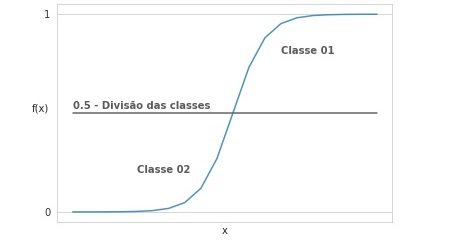 1
Classe 01
0.5 - Divisão das classes
f(x)
Classe 02
0
x